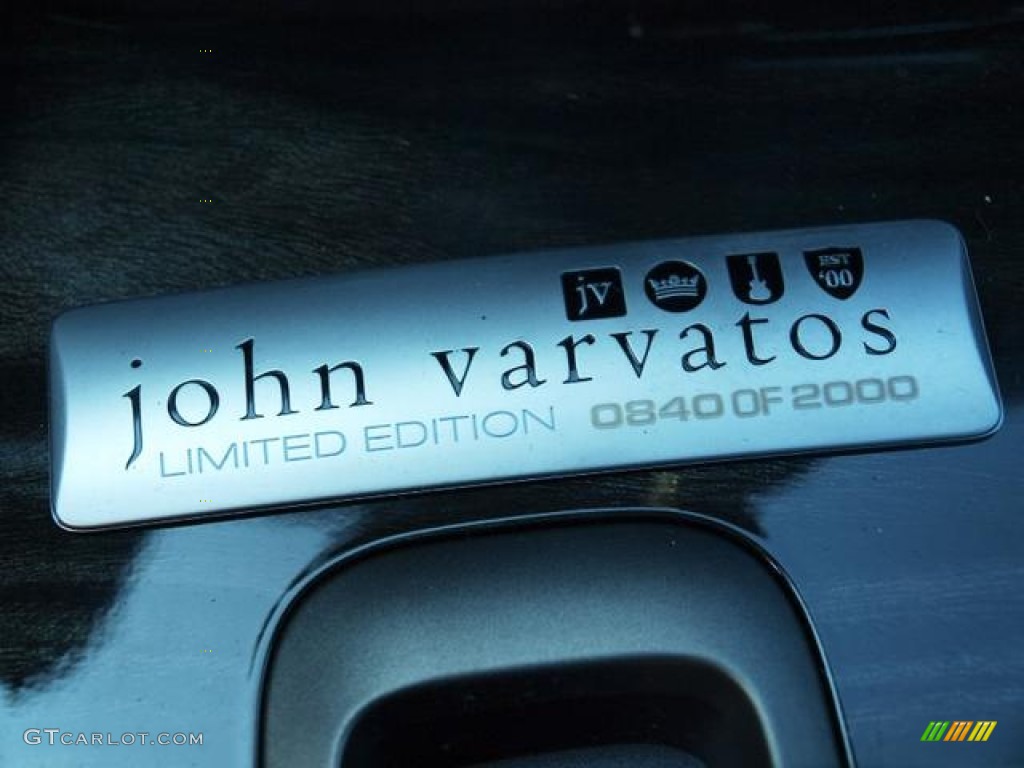 jv EST '00
john varvatos
LIMITED EDITION 0840 OF 2000
GTCARLOT.COM